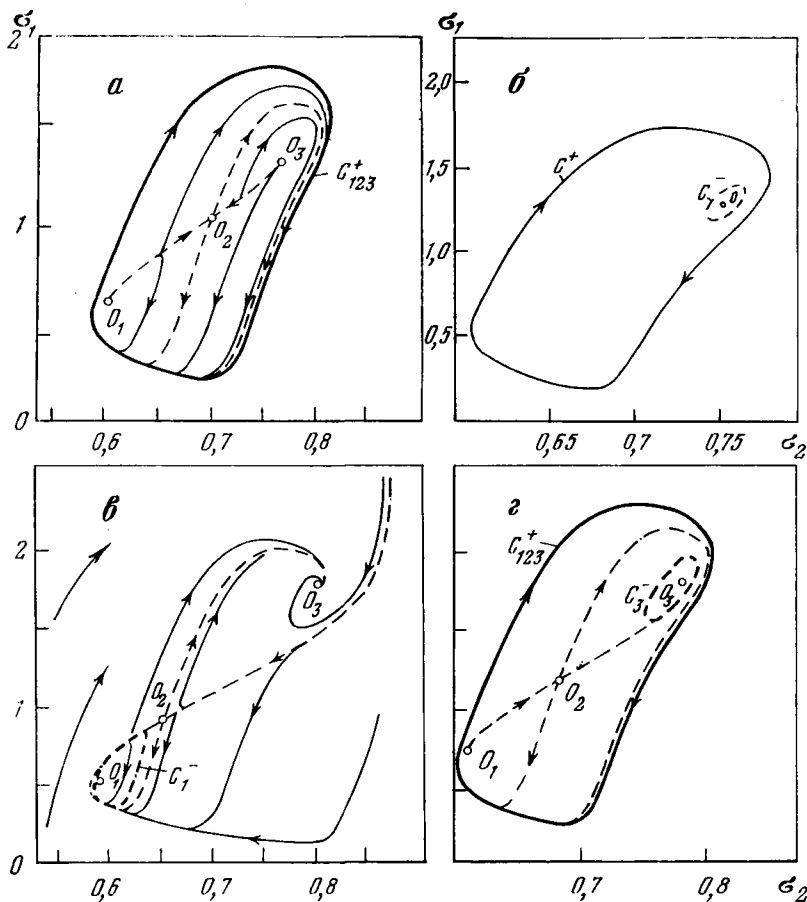 σ₁
2
а
O₃
C⁺₁₂₃
1
O₂
O₁
0
0,6
0,7
0,8
σ₁
2,0
б
1,5
C⁺
C⁻₁
O
1,0
0,5
0,65
0,7
0,75
σ₂
в
2
O₃
1
O₂
O₁
C⁻₁
0
0,6
0,7
0,8
г
C⁺₁₂₃
C⁻₃
O₃
O₂
O₁
0,7
0,8
σ₂